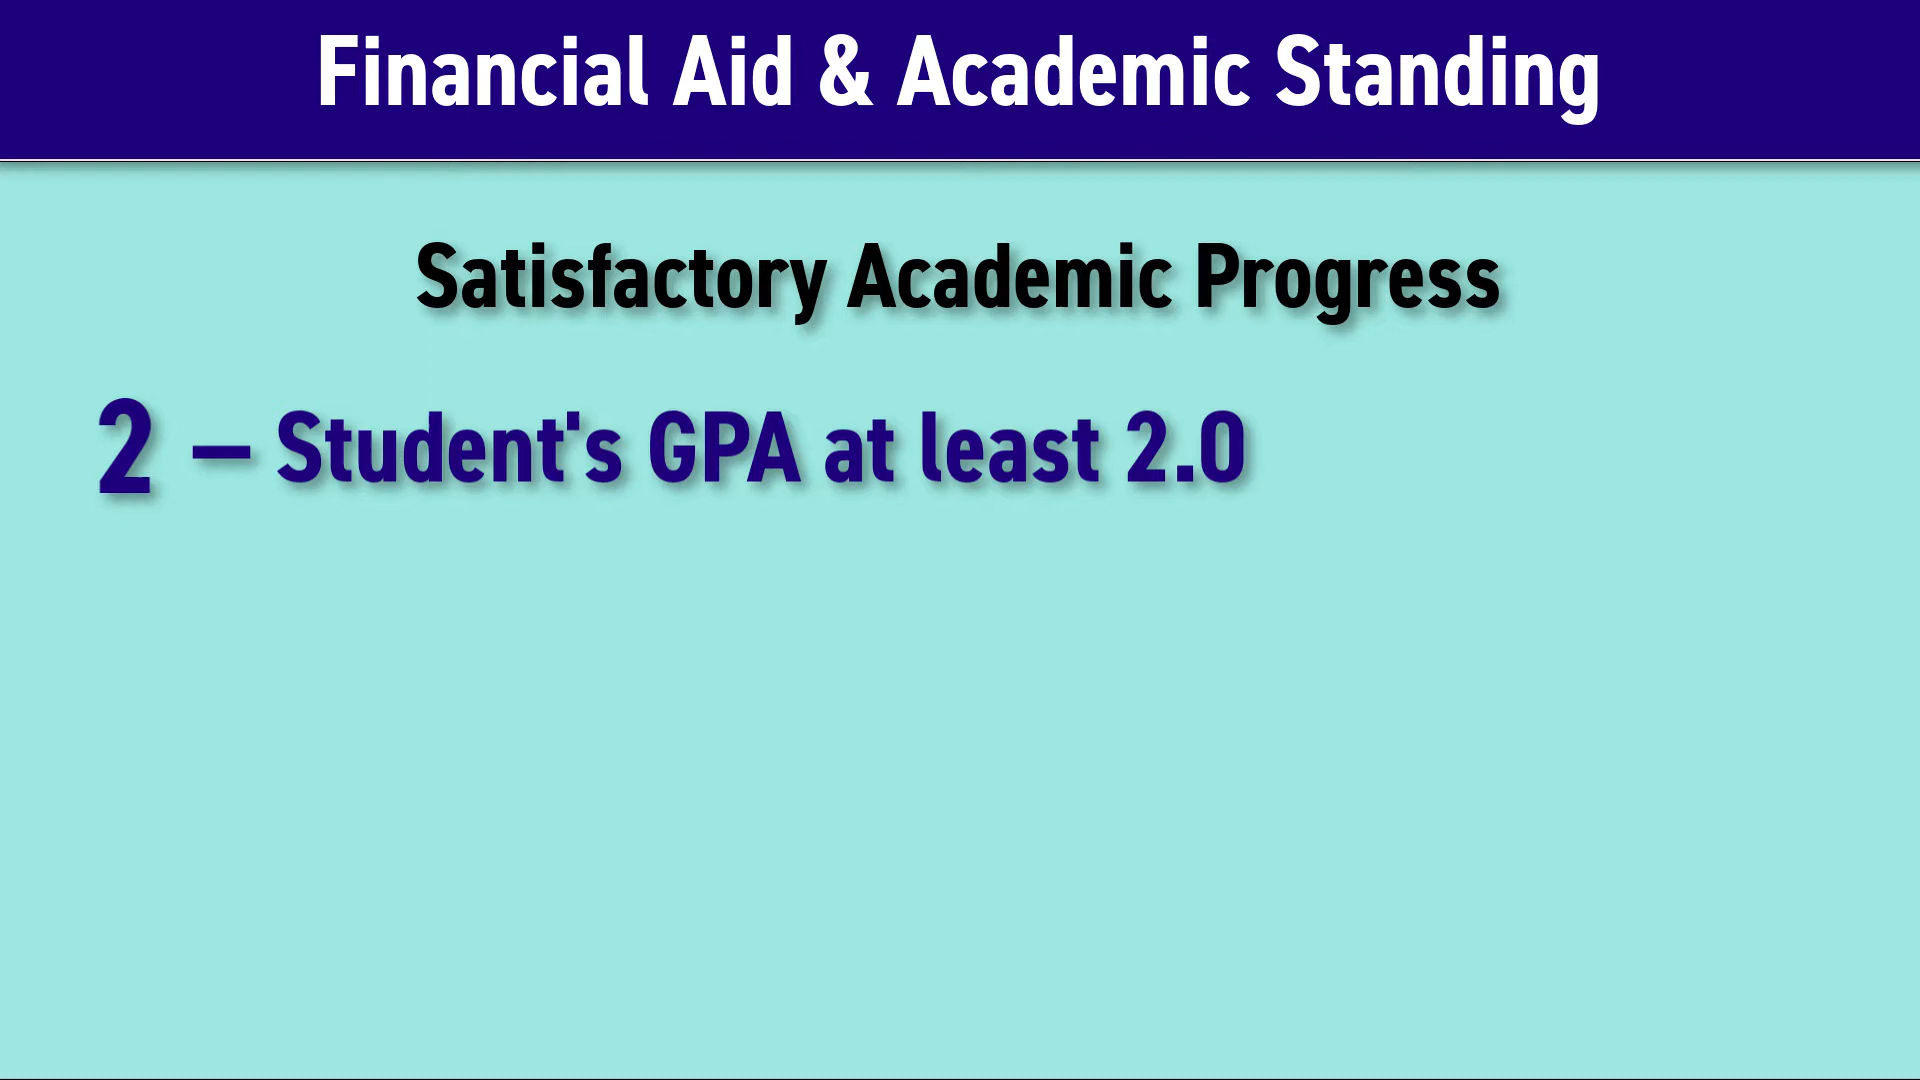 Financial Aid & Academic Standing
Satisfactory Academic Progress
2 – Student's GPA at least 2.0